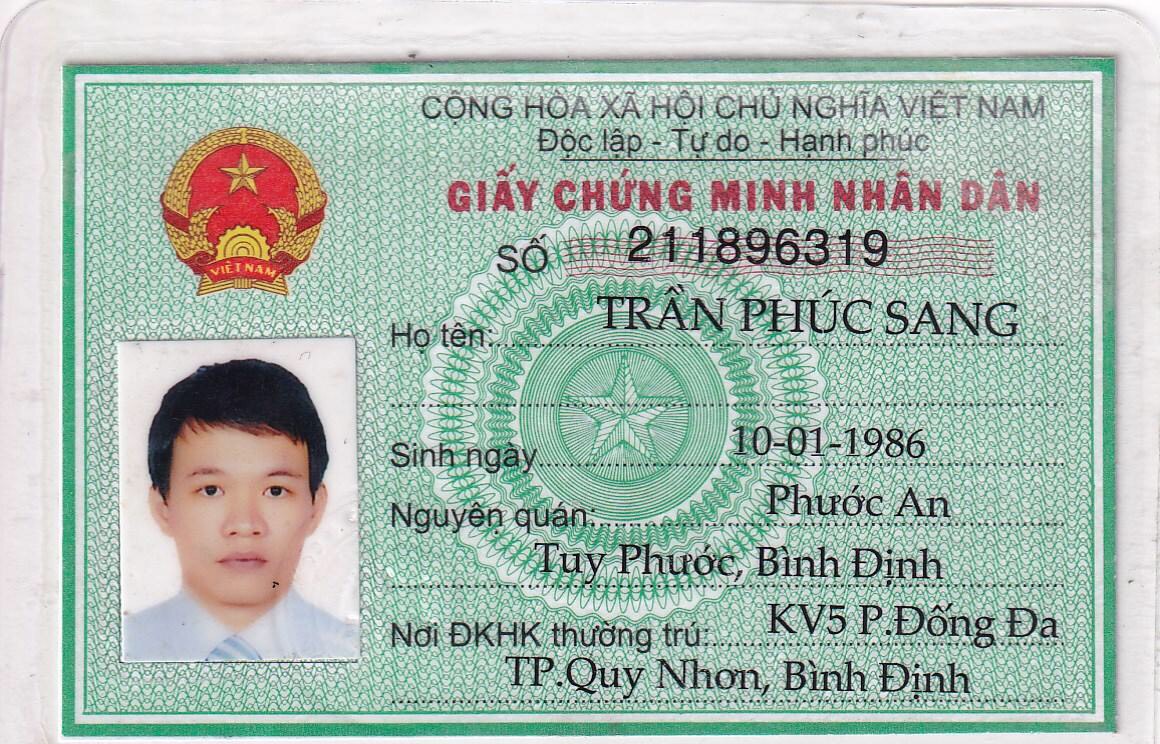 CỘNG HÒA XÃ HỘI CHỦ NGHĨA VIỆT NAM
Độc lập - Tự do - Hạnh phúc
GIẤY CHỨNG MINH NHÂN DÂN
SỐ 211896319
VIỆT NAM
Họ tên: TRẦN PHÚC SANG
Sinh ngày 10-01-1986
Nguyên quán: Phước An
Tuy Phước, Bình Định
Nơi ĐKHK thường trú: KV5 P.Đống Đa
TP.Quy Nhơn, Bình Định